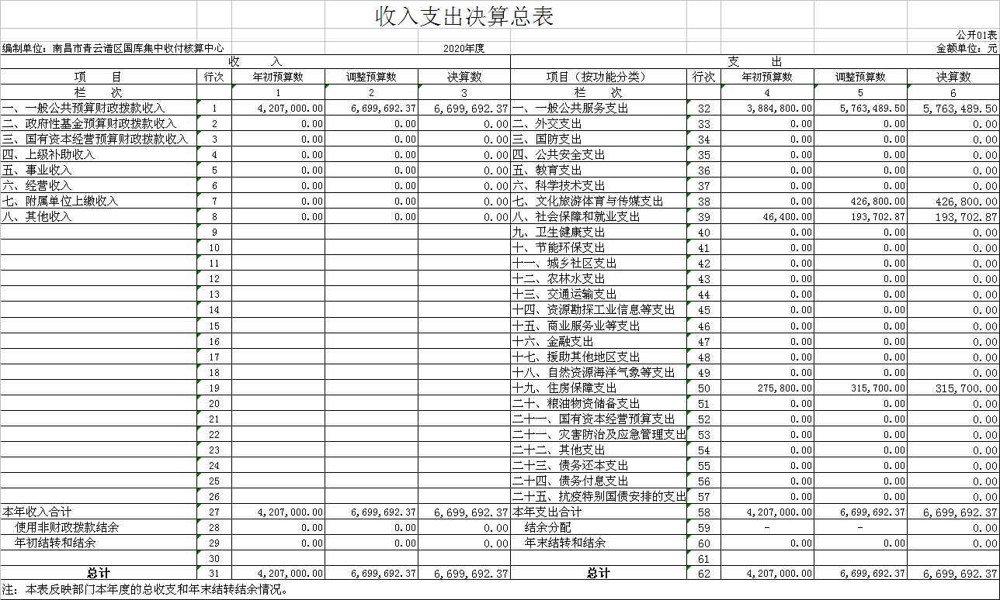 收入支出决算总表
公开01表
编制单位：南昌市青云谱区国库集中收付核算中心 2020年度 金额单位：元
收 入 支 出
项 目 行次 年初预算数 调整预算数 决算数 项目（按功能分类） 行次 年初预算数 调整预算数 决算数
栏 次 1 2 3 栏 次 4 5 6
一、一般公共预算财政拨款收入 1 4,207,000.00 6,699,692.37 6,699,692.37 一、一般公共服务支出 32 3,884,800.00 5,763,489.50 5,763,489.50
二、政府性基金预算财政拨款收入 2 0.00 0.00 0.00 二、外交支出 33 0.00 0.00 0.00
三、国有资本经营预算财政拨款收入 3 0.00 0.00 0.00 三、国防支出 34 0.00 0.00 0.00
四、上级补助收入 4 0.00 0.00 0.00 四、公共安全支出 35 0.00 0.00 0.00
五、事业收入 5 0.00 0.00 0.00 五、教育支出 36 0.00 0.00 0.00
六、经营收入 6 0.00 0.00 0.00 六、科学技术支出 37 0.00 0.00 0.00
七、附属单位上缴收入 7 0.00 0.00 0.00 七、文化旅游体育与传媒支出 38 0.00 426,800.00 426,800.00
八、其他收入 8 0.00 0.00 0.00 八、社会保障和就业支出 39 46,400.00 193,702.87 193,702.87
9 九、卫生健康支出 40 0.00 0.00 0.00
10 十、节能环保支出 41 0.00 0.00 0.00
11 十一、城乡社区支出 42 0.00 0.00 0.00
12 十二、农林水支出 43 0.00 0.00 0.00
13 十三、交通运输支出 44 0.00 0.00 0.00
14 十四、资源勘探工业信息等支出 45 0.00 0.00 0.00
15 十五、商业服务业等支出 46 0.00 0.00 0.00
16 十六、金融支出 47 0.00 0.00 0.00
17 十七、援助其他地区支出 48 0.00 0.00 0.00
18 十八、自然资源海洋气象等支出 49 0.00 0.00 0.00
19 十九、住房保障支出 50 275,800.00 315,700.00 315,700.00
20 二十、粮油物资储备支出 51 0.00 0.00 0.00
21 二十一、国有资本经营预算支出 52 0.00 0.00 0.00
22 二十一、灾害防治及应急管理支出 53 0.00 0.00 0.00
23 二十二、其他支出 54 0.00 0.00 0.00
24 二十三、债务还本支出 55 0.00 0.00 0.00
25 二十四、债务付息支出 56 0.00 0.00 0.00
26 二十五、抗疫特别国债安排的支出 57 0.00 0.00 0.00
本年收入合计 27 4,207,000.00 6,699,692.37 6,699,692.37 本年支出合计 58 4,207,000.00 6,699,692.37 6,699,692.37
使用非财政拨款结余 28 0.00 0.00 0.00 结余分配 59 － － 0.00
年初结转和结余 29 0.00 0.00 0.00 年末结转和结余 60 0.00 0.00 0.00
30 61
总计 31 4,207,000.00 6,699,692.37 6,699,692.37 总计 62 4,207,000.00 6,699,692.37 6,699,692.37
注：本表反映部门本年度的总收支和年末结转结余情况。